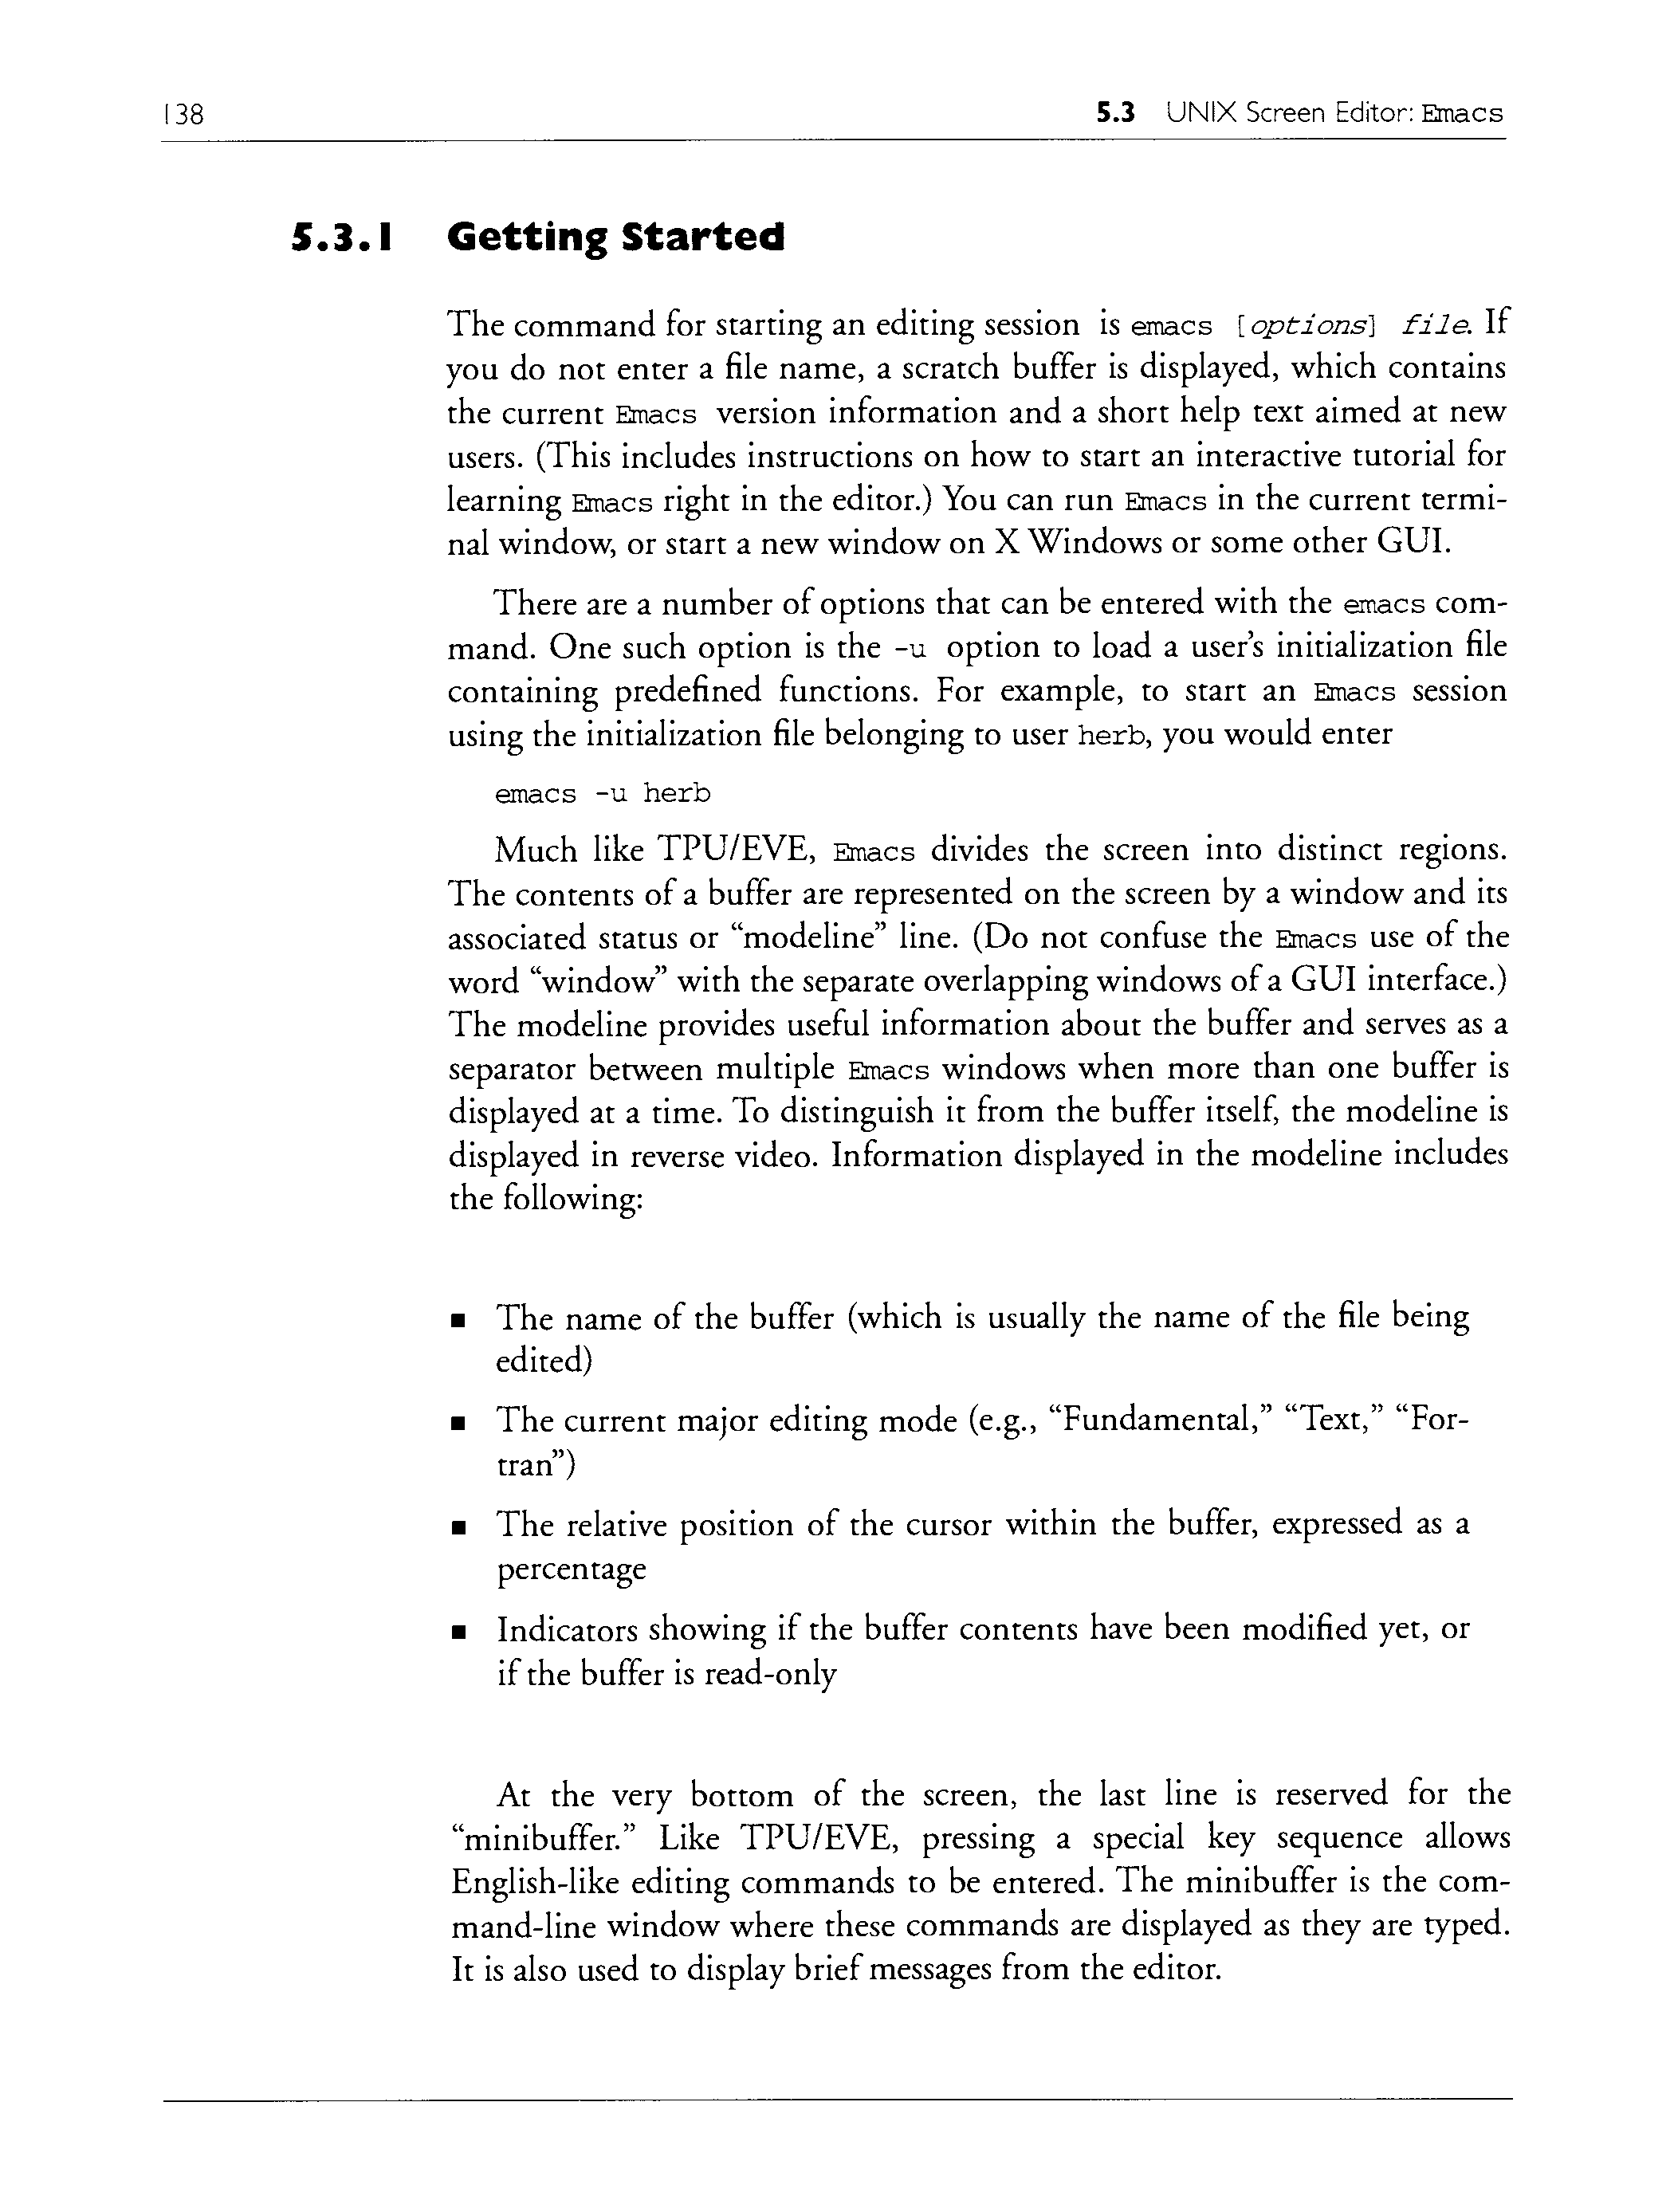 138
5.3 UNIX Screen Editor: Emacs
5.3.1 Getting Started
The command for starting an editing session is emacs [options] file. If
you do not enter a file name, a scratch buffer is displayed, which contains
the current Emacs version information and a short help text aimed at new
users. (This includes instructions on how to start an interactive tutorial for
learning Emacs right in the editor.) You can run Emacs in the current termi-
nal window, or start a new window on X Windows or some other GUI.
There are a number of options that can be entered with the emacs com-
mand. One such option is the -u option to load a user’s initialization file
containing predefined functions. For example, to start an Emacs session
using the initialization file belonging to user herb, you would enter
emacs -u herb
Much like TPU/EVE, Emacs divides the screen into distinct regions.
The contents of a buffer are represented on the screen by a window and its
associated status or “modeline” line. (Do not confuse the Emacs use of the
word “window” with the separate overlapping windows of a GUI interface.)
The modeline provides useful information about the buffer and serves as a
separator between multiple Emacs windows when more than one buffer is
displayed at a time. To distinguish it from the buffer itself, the modeline is
displayed in reverse video. Information displayed in the modeline includes
the following:
■ The name of the buffer (which is usually the name of the file being
edited)
■ The current major editing mode (e.g., “Fundamental,” “Text,” “For-
tran”)
■ The relative position of the cursor within the buffer, expressed as a
percentage
■ Indicators showing if the buffer contents have been modified yet, or
if the buffer is read-only
At the very bottom of the screen, the last line is reserved for the
“minibuffer.” Like TPU/EVE, pressing a special key sequence allows
English-like editing commands to be entered. The minibuffer is the com-
mand-line window where these commands are displayed as they are typed.
It is also used to display brief messages from the editor.